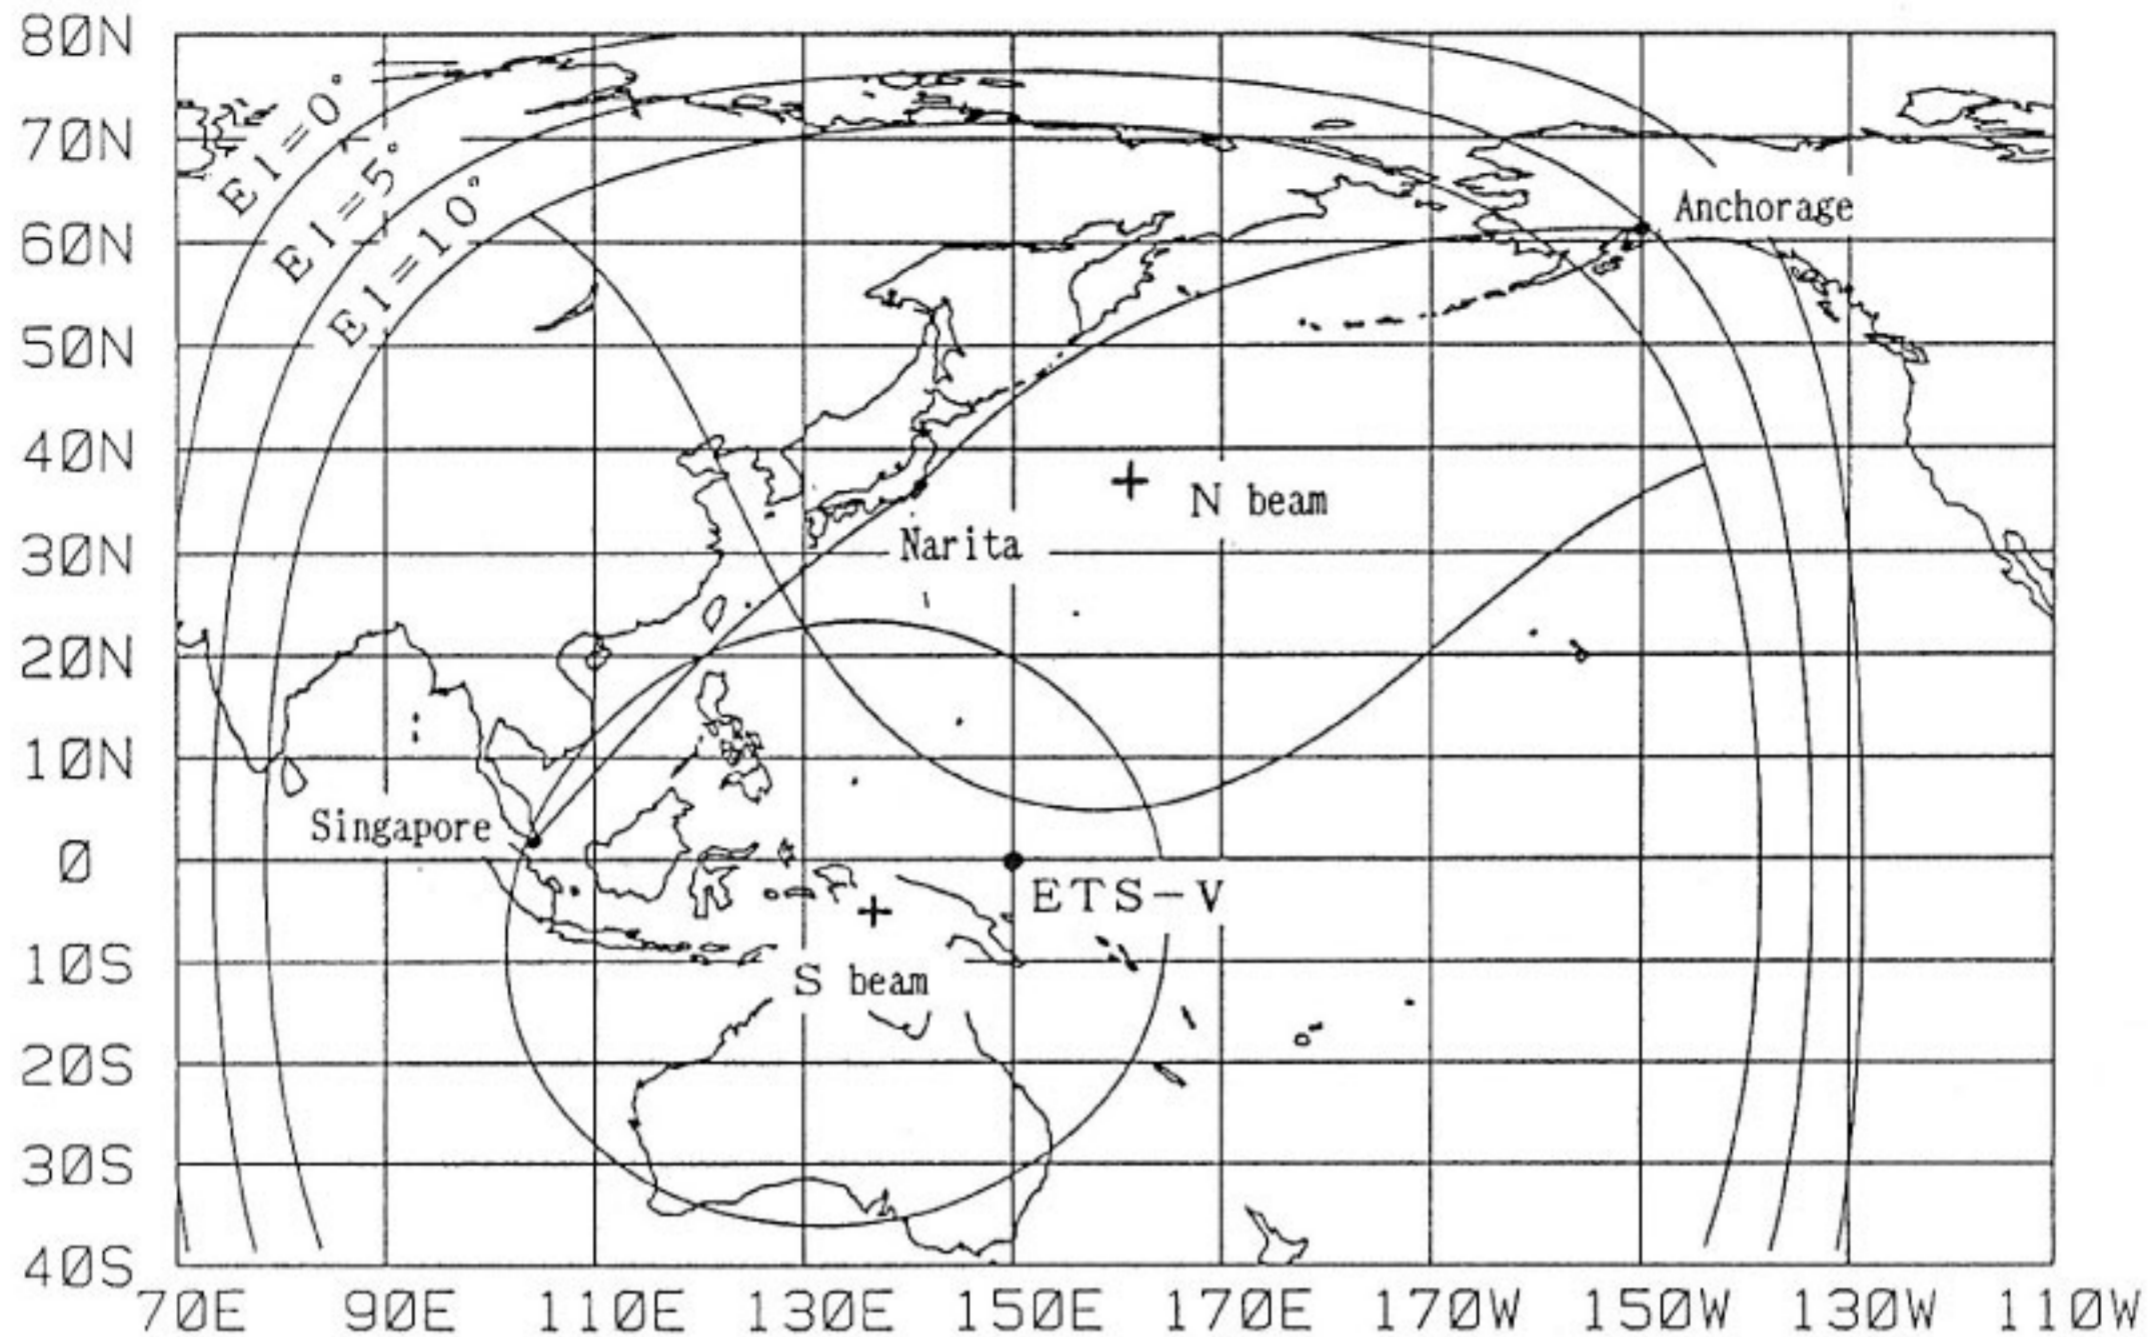 80N
70N
60N
50N
40N
30N
20N
10N
0
10S
20S
30S
40S
El=0°
El=5°
El=10°
Anchorage
N beam
Narita
Singapore
ETS-V
S beam
70E 90E 110E 130E 150E 170E 170W 150W 130W 110W